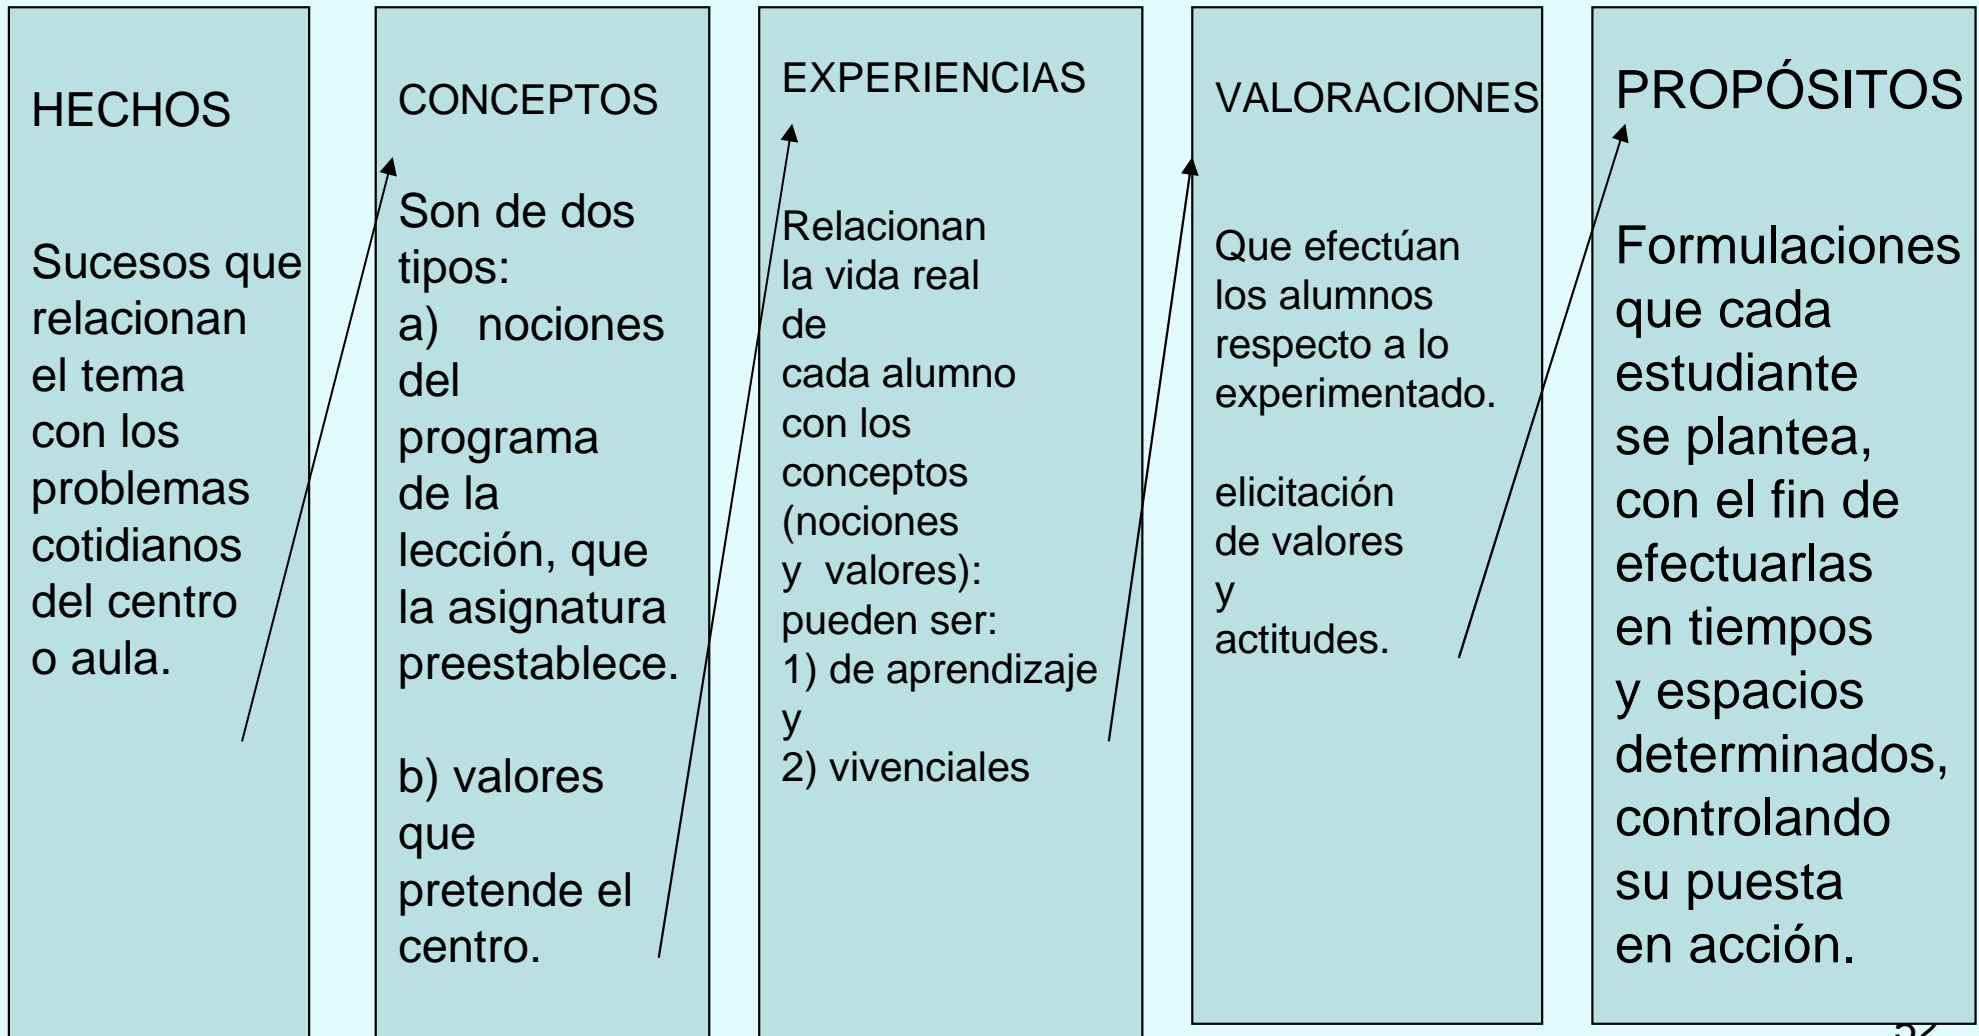 HECHOS
Sucesos que
relacionan
el tema
con los
problemas
cotidianos
del centro
o aula.
CONCEPTOS
Son de dos
tipos:
a) nociones
del
programa
de la
lección, que
la asignatura
preestablece.
b) valores
que
pretende el
centro.
EXPERIENCIAS
Relacionan
la vida real
de
cada alumno
con los
conceptos
(nociones
y valores):
pueden ser:
1) de aprendizaje
y
2) vivenciales
VALORACIONES
Que efectúan
los alumnos
respecto a lo
experimentado.
elicitación
de valores
y
actitudes.
PROPÓSITOS
Formulaciones
que cada
estudiante
se plantea,
con el fin de
efectuarlas
en tiempos
y espacios
determinados,
controlando
su puesta
en acción.